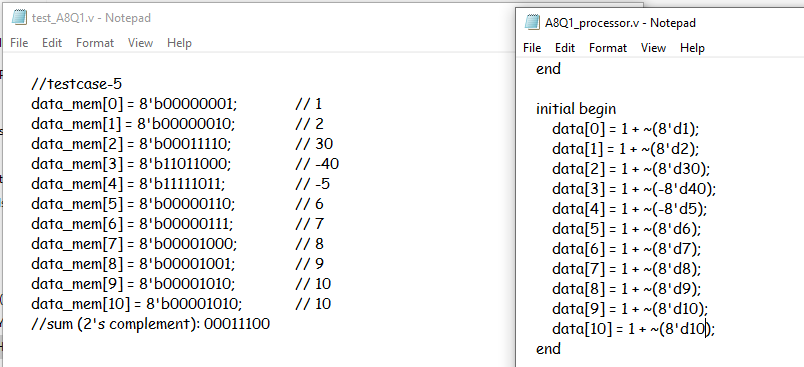 test_A8Q1.v - Notepad
File Edit Format View Help
//testcase-5
data_mem[0] = 8'b00000001; // 1
data_mem[1] = 8'b00000010; // 2
data_mem[2] = 8'b00011110; // 30
data_mem[3] = 8'b11011000; // -40
data_mem[4] = 8'b11111011; // -5
data_mem[5] = 8'b00000110; // 6
data_mem[6] = 8'b00000111; // 7
data_mem[7] = 8'b00001000; // 8
data_mem[8] = 8'b00001001; // 9
data_mem[9] = 8'b00001010; // 10
data_mem[10] = 8'b00001010; // 10
//sum (2's complement): 00011100
A8Q1_processor.v - Notepad
File Edit Format View Help
end
initial begin
data[0] = 1 + ~(8'd1);
data[1] = 1 + ~(8'd2);
data[2] = 1 + ~(8'd30);
data[3] = 1 + ~(-8'd40);
data[4] = 1 + ~(-8'd5);
data[5] = 1 + ~(8'd6);
data[6] = 1 + ~(8'd7);
data[7] = 1 + ~(8'd8);
data[8] = 1 + ~(8'd9);
data[9] = 1 + ~(8'd10);
data[10] = 1 + ~(8'd10);
end